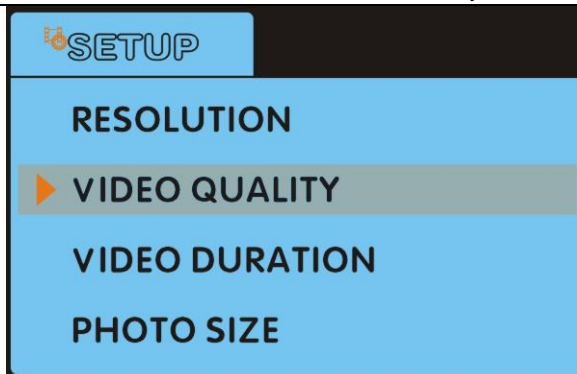 SETUP
RESOLUTION
VIDEO QUALITY
VIDEO DURATION
PHOTO SIZE